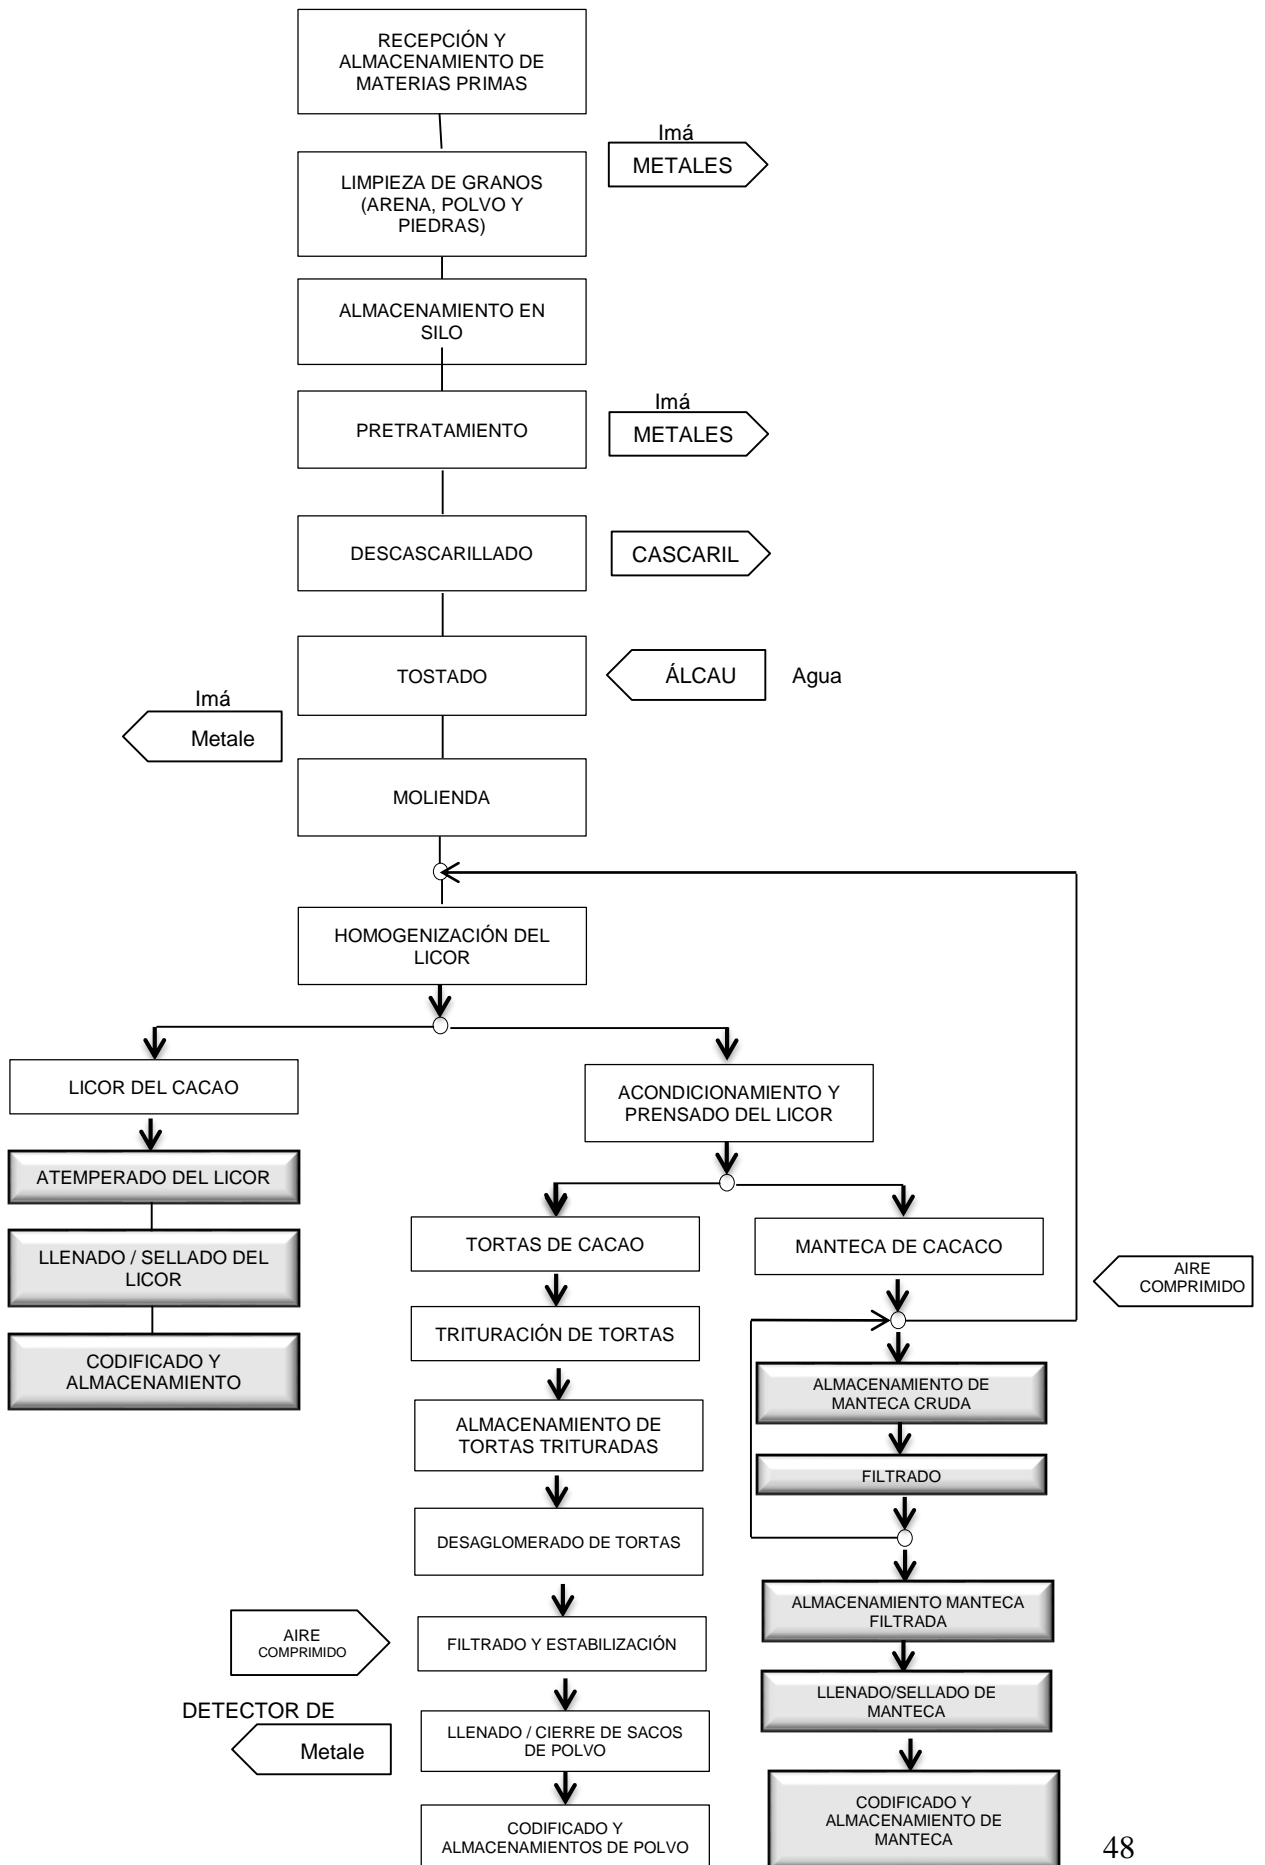 RECEPCIÓN Y
ALMACENAMIENTO DE
MATERIAS PRIMAS
Imá
METALES
LIMPIEZA DE GRANOS
(ARENA, POLVO Y
PIEDRAS)
ALMACENAMIENTO EN
SILO
Imá
METALES
PRETRATAMIENTO
DESCASCARILLADO
CASCARIL
TOSTADO
ÁLCAU
Agua
Imá
Metale
MOLIENDA
HOMOGENIZACIÓN DEL
LICOR
LICOR DEL CACAO
ACONDICIONAMIENTO Y
PRENSADO DEL LICOR
ATEMPERADO DEL LICOR
LLENADO / SELLADO DEL
LICOR
CODIFICADO Y
ALMACENAMIENTO
TORTAS DE CACAO
TRITURACIÓN DE TORTAS
ALMACENAMIENTO DE
TORTAS TRITURADAS
DESAGLOMERADO DE TORTAS
AIRE
COMPRIMIDO
FILTRADO Y ESTABILIZACIÓN
DETECTOR DE
Metale
LLENADO / CIERRE DE SACOS
DE POLVO
CODIFICADO Y
ALMACENAMIENTOS DE POLVO
MANTECA DE CACACO
AIRE
COMPRIMIDO
ALMACENAMIENTO DE
MANTECA CRUDA
FILTRADO
ALMACENAMIENTO MANTECA
FILTRADA
LLENADO/SELLADO DE
MANTECA
CODIFICADO Y
ALMACENAMIENTO DE
MANTECA
48